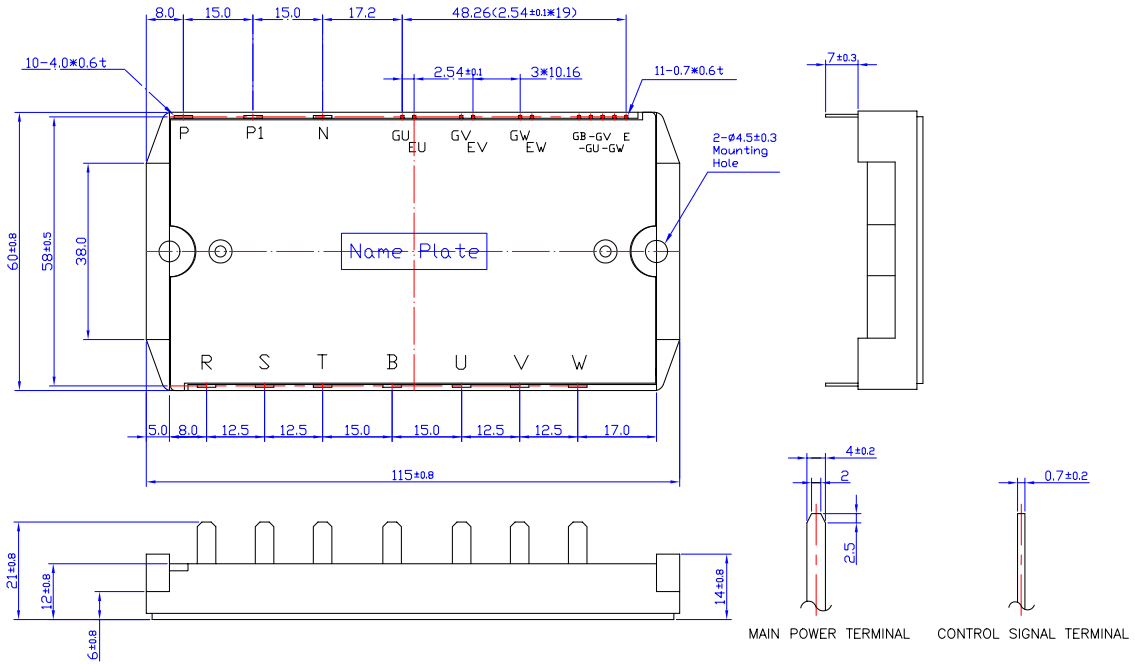 8.0 15.0 15.0 17.2 48.26(2.54±0.1*19)
10-4.0*0.6t 2.54±0.1 3*10.16 11-0.7*0.6t 7±0.3
P P1 N GU GV GW GB-GV E
EU EV EW -GU-GW
2-ø4.5±0.3
Mounting
Hole
60±0.8 58±0.5 38.0
Name Plate
R S T B U V W
5.0 8.0 12.5 12.5 15.0 15.0 12.5 12.5 17.0
115±0.8
4±0.2
2
0.7±0.2
2.5
21±0.8 12±0.8 6±0.8 14±0.8
MAIN POWER TERMINAL CONTROL SIGNAL TERMINAL